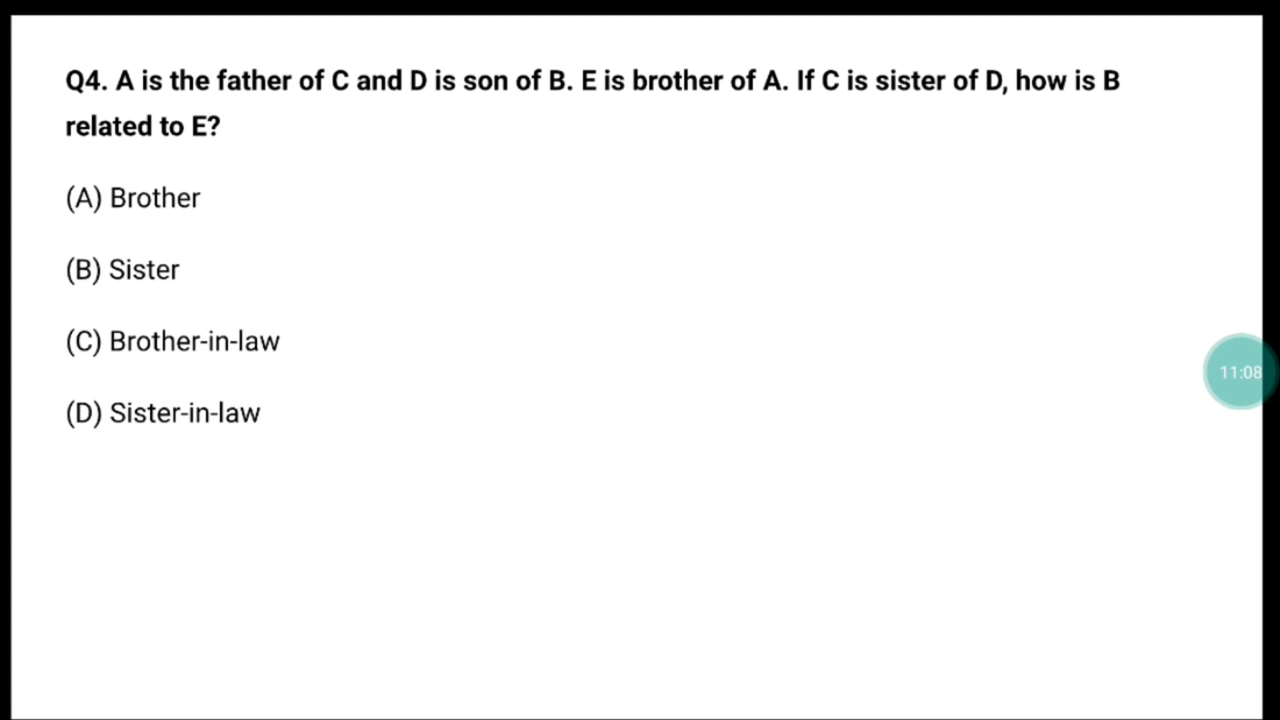 Q4. A is the father of C and D is son of B. E is brother of A. If C is sister of D, how is B
related to E?
(A) Brother
(B) Sister
(C) Brother-in-law
11:08
(D) Sister-in-law